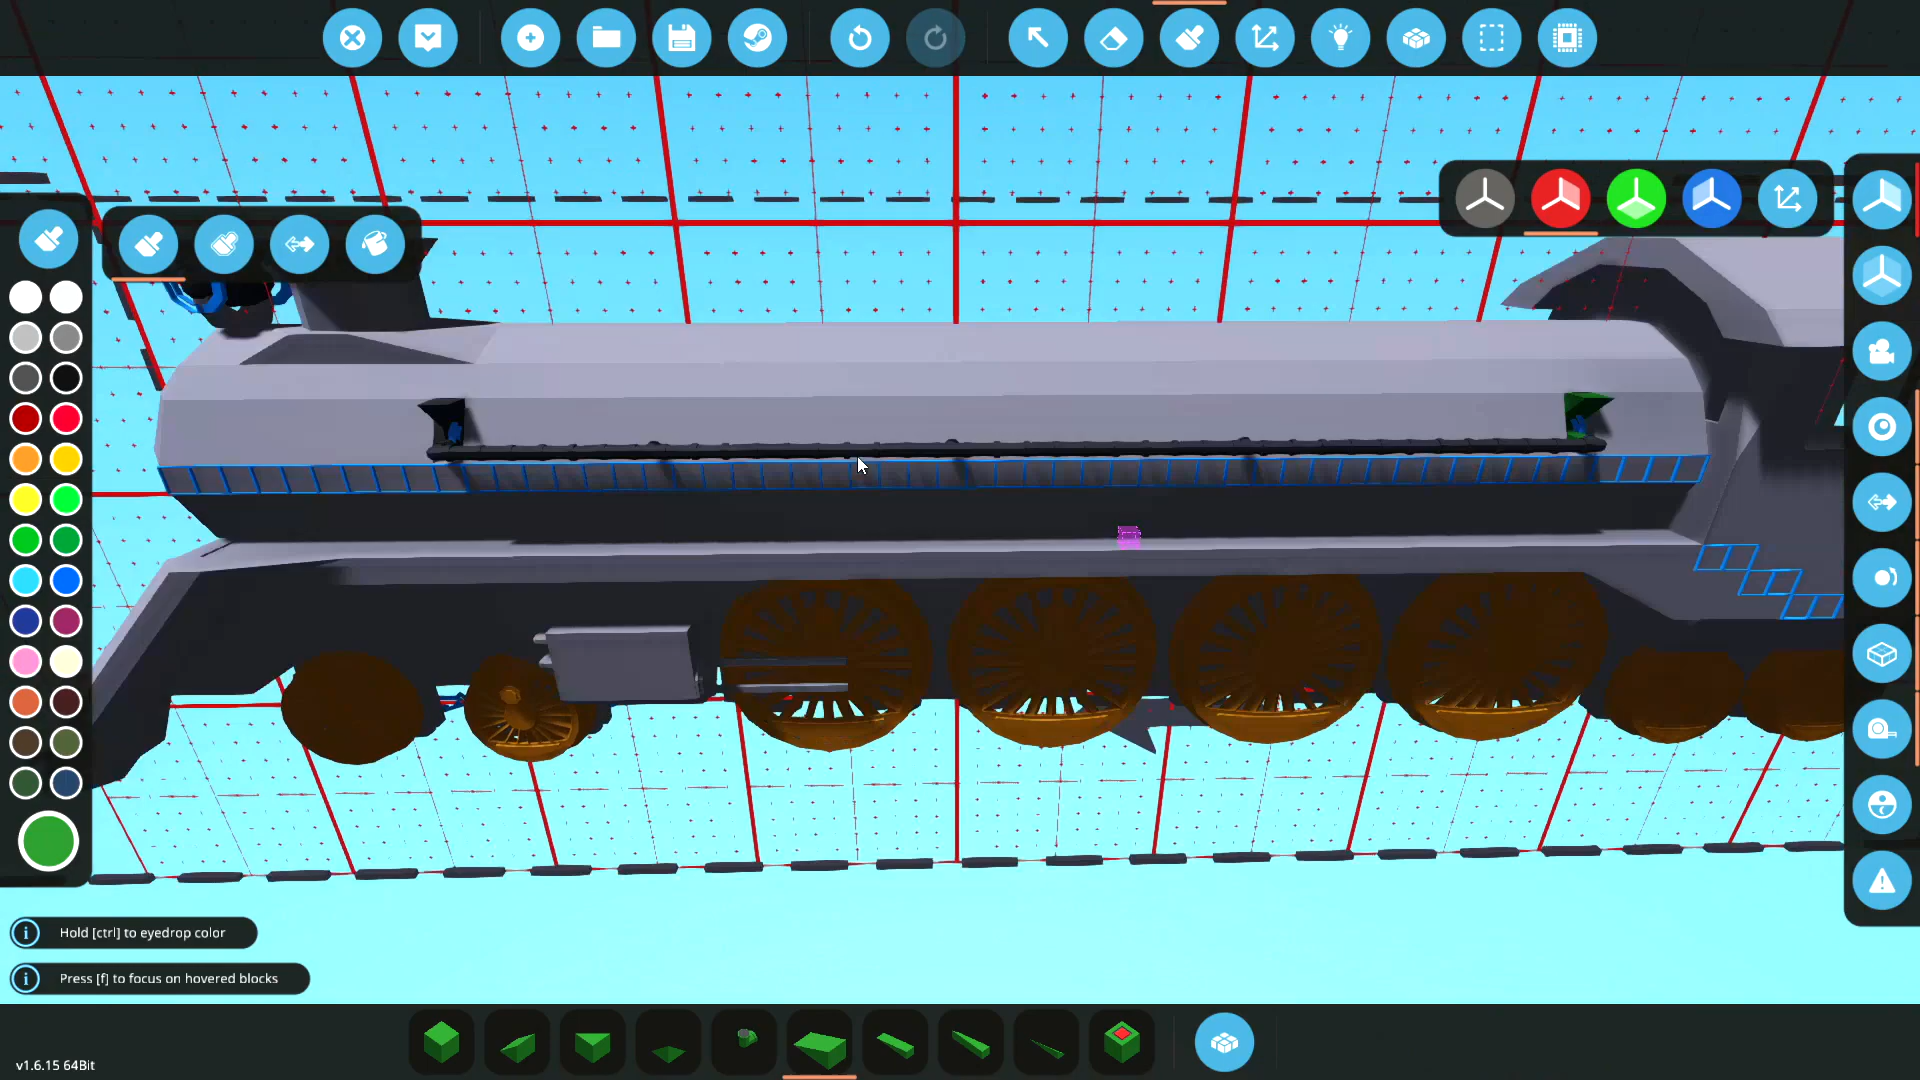 Hold [ctrl] to eyedrop color
Press [f] to focus on hovered blocks
v1.6.15 64Bit